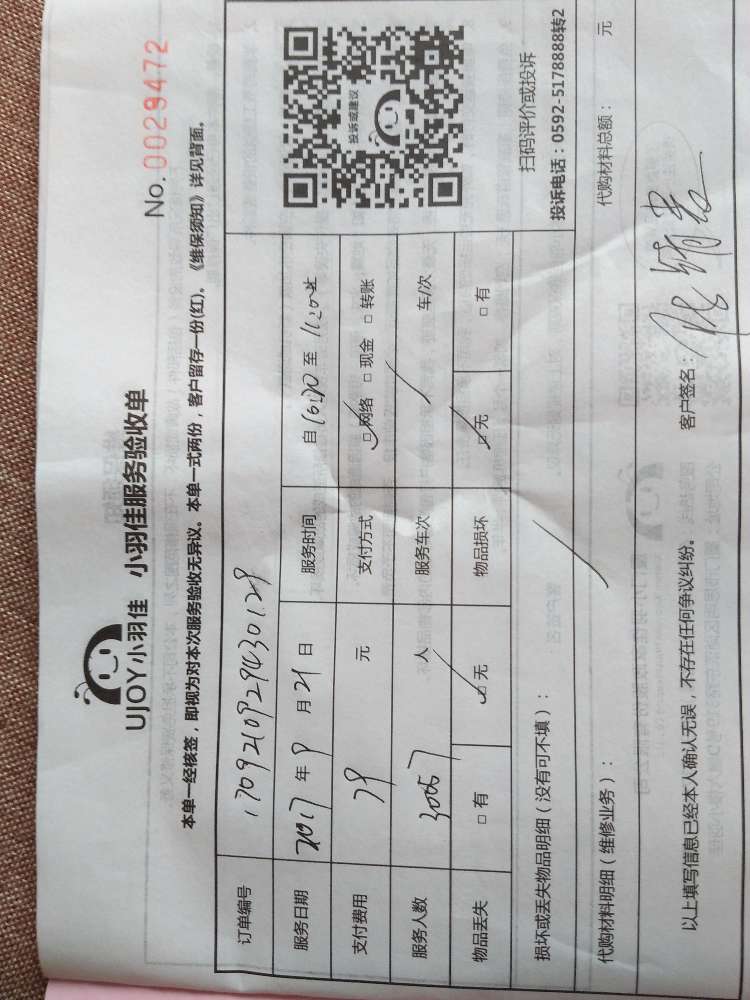 UJOY小羽佳 小羽佳服务验收单
No. 0029472
本单一经核签，即视为对本次服务验收无异议。本单一式两份，客户留存一份(红)。《维保须知》详见背面。
订单编号
服务日期 2017 年 9 月 21 日 服务时间 自 至
支付费用 元 支付方式 ☑网络 □现金 □转账
服务人数 人 服务车次 车/次
物品丢失 □有 ☑无 物品损坏 ☑无 □有
投诉或建议
扫码评价或投诉
投诉电话：0592-5178888转2
损坏或丢失物品明细（没有可不填）：
代购材料明细（维修业务）： 代购材料总额： 元
以上填写信息已经本人确认无误，不存在任何争议纠纷。 客户签名：